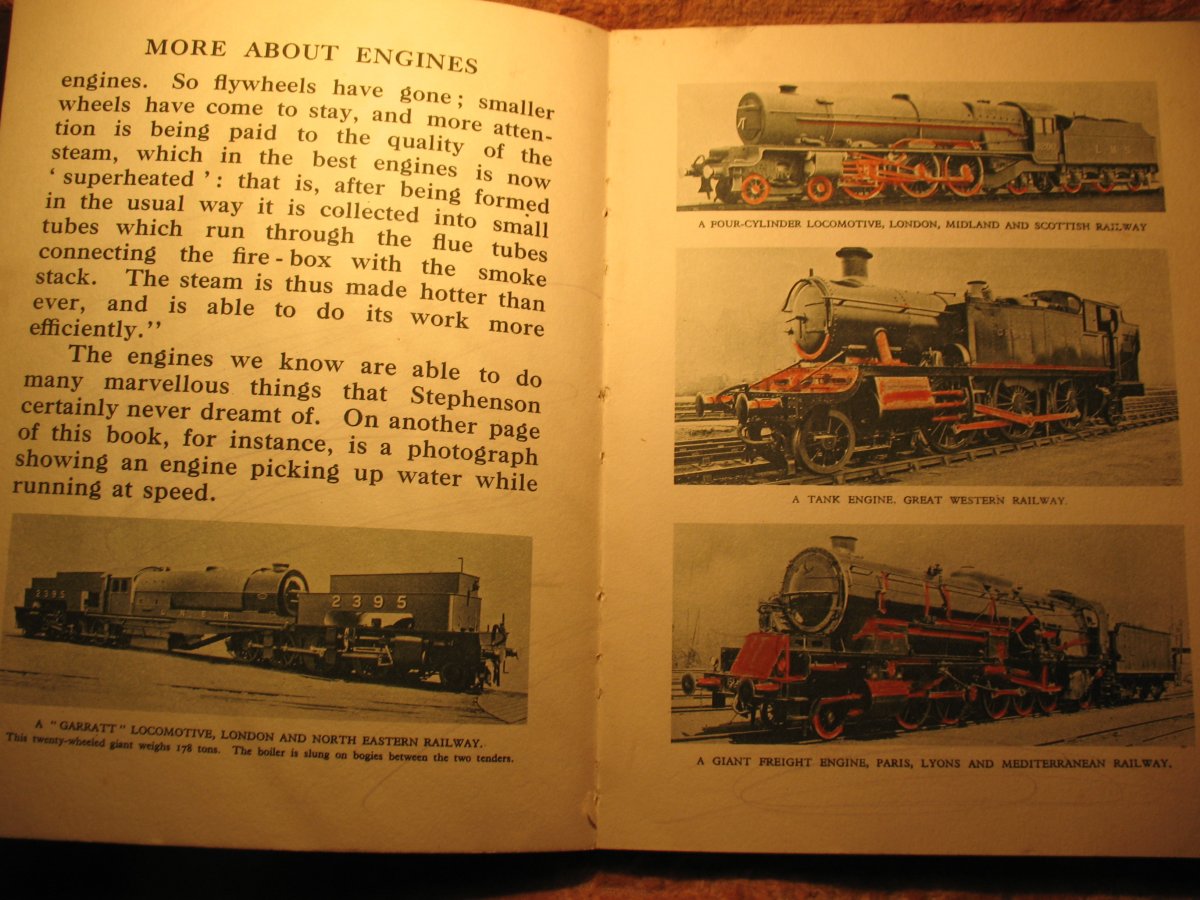 MORE ABOUT ENGINES
engines. So flywheels have gone; smaller
wheels have come to stay, and more atten-
tion is being paid to the quality of the
steam, which in the best engines is now
‘superheated’: that is, after being formed
in the usual way it is collected into small
tubes which run through the flue tubes
connecting the fire-box with the smoke
stack. The steam is thus made hotter than
ever, and is able to do its work more
efficiently.”
The engines we know are able to do
many marvellous things that Stephenson
certainly never dreamt of. On another page
of this book, for instance, is a photograph
showing an engine picking up water while
running at speed.
2395
L N E R
2395
A “GARRATT” LOCOMOTIVE, LONDON AND NORTH EASTERN RAILWAY.
This twenty-wheeled giant weighs 178 tons. The boiler is slung on bogies between the two tenders.
L M S
A FOUR-CYLINDER LOCOMOTIVE, LONDON, MIDLAND AND SCOTTISH RAILWAY
A TANK ENGINE, GREAT WESTERN RAILWAY.
A GIANT FREIGHT ENGINE, PARIS, LYONS AND MEDITERRANEAN RAILWAY.